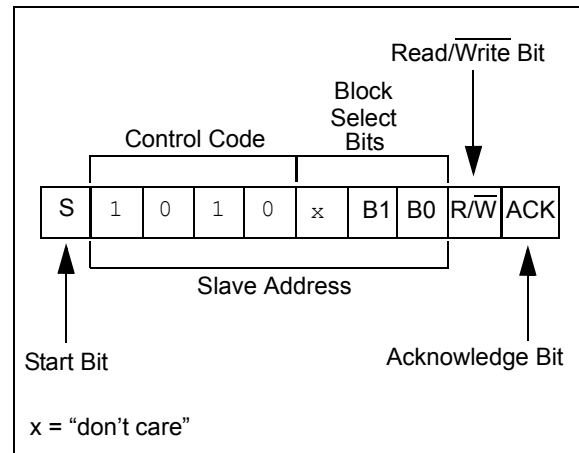 Read/Write Bit
Block
Select
Bits
Control Code
S 1 0 1 0 x B1 B0 R/W ACK
Slave Address
Start Bit
Acknowledge Bit
x = “don’t care”